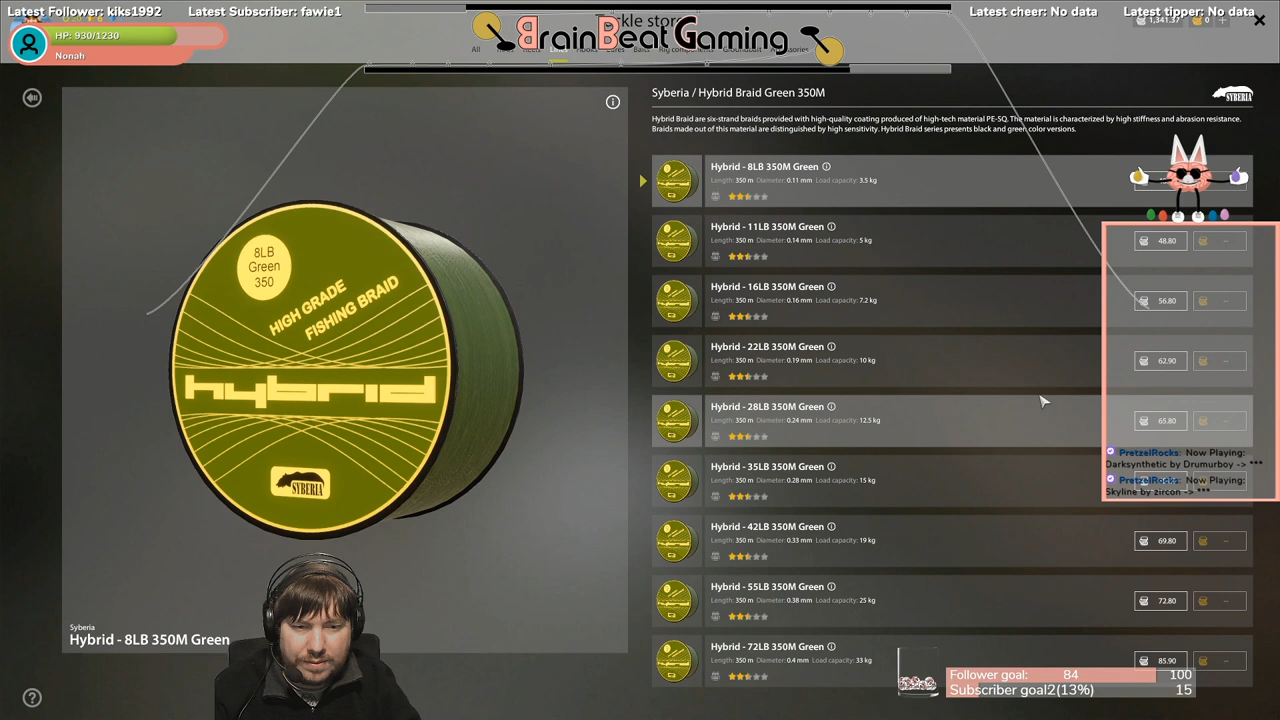 Latest Follower: kiks1992
Latest Subscriber: fawie1
Latest cheer: No data
Latest tipper: No data
HP: 930/1230
Nonah
BrainBeat Gaming
All
1,341.37
0
Syberia / Hybrid Braid Green 350M
SYBERIA
Hybrid Braid are six-strand braids provided with high-quality coating produced of high-tech material PE-SQ. The material is characterized by high stiffness and abrasion resistance.
Braids made out of this material are distinguished by high sensitivity. Hybrid Braid series presents black and green color versions.
8LB
Green
350
HIGH GRADE
FISHING BRAID
hybrid
SYBERIA
Syberia
Hybrid - 8LB 350M Green
Hybrid - 8LB 350M Green
Length: 350 m Diameter: 0.11 mm Load capacity: 3.5 kg
Hybrid - 11LB 350M Green
Length: 350 m Diameter: 0.14 mm Load capacity: 5 kg
48.80
--
Hybrid - 16LB 350M Green
Length: 350 m Diameter: 0.16 mm Load capacity: 7.2 kg
56.80
--
Hybrid - 22LB 350M Green
Length: 350 m Diameter: 0.19 mm Load capacity: 10 kg
62.90
--
Hybrid - 28LB 350M Green
Length: 350 m Diameter: 0.24 mm Load capacity: 12.5 kg
65.80
--
Hybrid - 35LB 350M Green
Length: 350 m Diameter: 0.28 mm Load capacity: 15 kg
PretzelRocks: Now Playing:
Darksynthetic by Drumurboy -> ***
PretzelRocks: Now Playing:
Skyline by zircon -> ***
Hybrid - 42LB 350M Green
Length: 350 m Diameter: 0.33 mm Load capacity: 19 kg
69.80
--
Hybrid - 55LB 350M Green
Length: 350 m Diameter: 0.38 mm Load capacity: 25 kg
72.80
--
Hybrid - 72LB 350M Green
Length: 350 m Diameter: 0.4 mm Load capacity: 33 kg
85.90
--
Follower goal: 84 100
Subscriber goal2(13%) 15